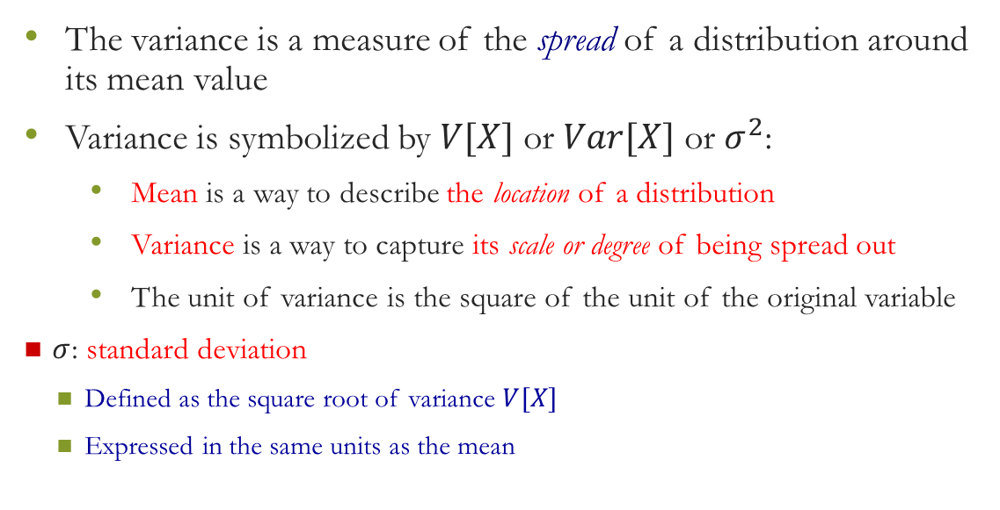 • The variance is a measure of the spread of a distribution around
its mean value
• Variance is symbolized by V[X] or Var[X] or σ²:
• Mean is a way to describe the location of a distribution
• Variance is a way to capture its scale or degree of being spread out
• The unit of variance is the square of the unit of the original variable
■ σ: standard deviation
■ Defined as the square root of variance V[X]
■ Expressed in the same units as the mean